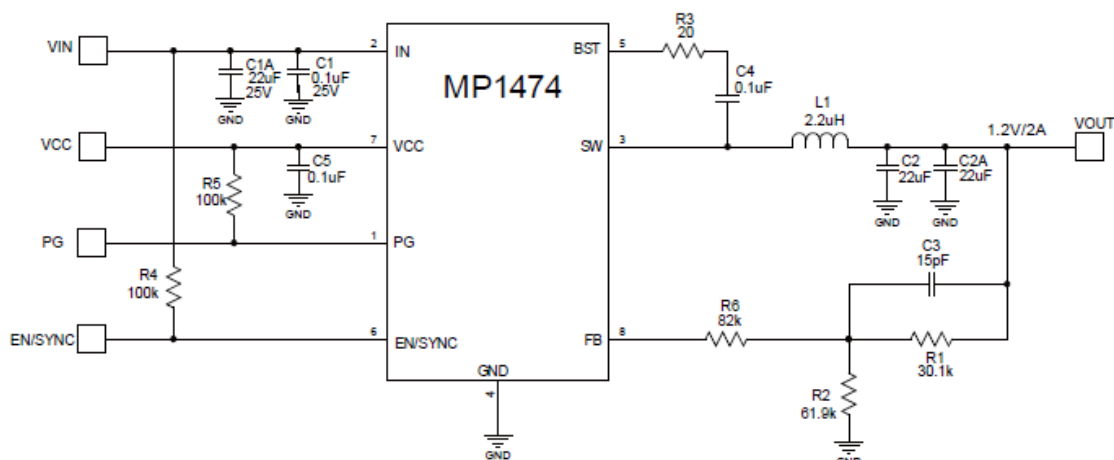 VIN
C1A
22uF
25V
GND
C1
0.1uF
25V
GND
2
IN
MP1474
BST
5
R3
20
C4
0.1uF
VCC
7
VCC
C5
0.1uF
GND
R5
100k
SW
3
L1
2.2uH
1.2V/2A
VOUT
C2
22uF
GND
C2A
22uF
GND
PG
1
PG
C3
15pF
R4
100k
EN/SYNC
6
EN/SYNC
FB
8
R6
82k
R1
30.1k
GND
4
GND
R2
61.9k
GND